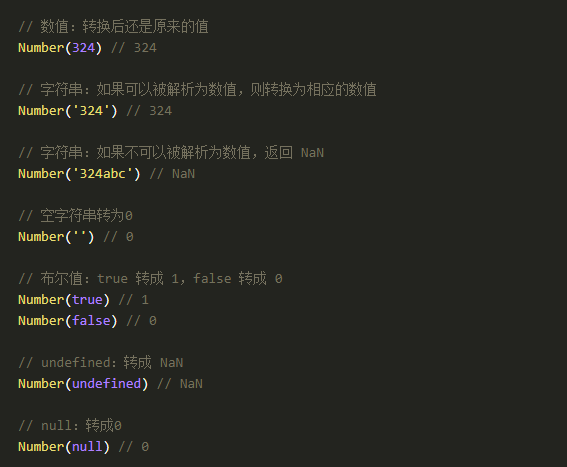 // 数值：转换后还是原来的值
Number(324) // 324
// 字符串：如果可以被解析为数值，则转换为相应的数值
Number('324') // 324
// 字符串：如果不可以被解析为数值，返回 NaN
Number('324abc') // NaN
// 空字符串转为0
Number('') // 0
// 布尔值：true 转成 1，false 转成 0
Number(true) // 1
Number(false) // 0
// undefined：转成 NaN
Number(undefined) // NaN
// null：转成0
Number(null) // 0